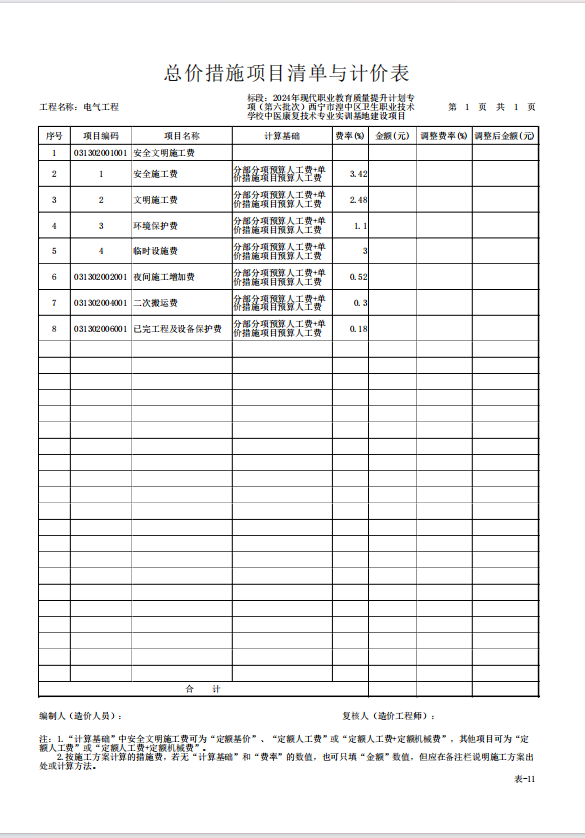 总价措施项目清单与计价表
工程名称：电气工程
标段：2024年现代职业教育质量提升计划专
项（第六批次）西宁市湟中区卫生职业技术
学校中医康复技术专业实训基地建设项目
第 1 页 共 1 页
序号 项目编码 项目名称 计算基础 费率(%) 金额(元) 调整费率(%) 调整后金额(元)
1 031302001001 安全文明施工费
2 1 安全施工费 分部分项预算人工费+单
价措施项目预算人工费 3.42
3 2 文明施工费 分部分项预算人工费+单
价措施项目预算人工费 2.48
4 3 环境保护费 分部分项预算人工费+单
价措施项目预算人工费 1.1
5 4 临时设施费 分部分项预算人工费+单
价措施项目预算人工费 3
6 031302002001 夜间施工增加费 分部分项预算人工费+单
价措施项目预算人工费 0.52
7 031302004001 二次搬运费 分部分项预算人工费+单
价措施项目预算人工费 0.3
8 031302006001 已完工程及设备保护费 分部分项预算人工费+单
价措施项目预算人工费 0.18
合 计
编制人（造价人员）：
复核人（造价工程师）：
注：1.“计算基础”中安全文明施工费可为“定额基价”、“定额人工费”或“定额人工费+定额机械费”，其他项目可为“定
额人工费”或“定额人工费+定额机械费”。
2.按施工方案计算的措施费，若无“计算基础”和“费率”的数值，也可只填“金额”数值，但应在备注栏说明施工方案出
处或计算方法。
表-11